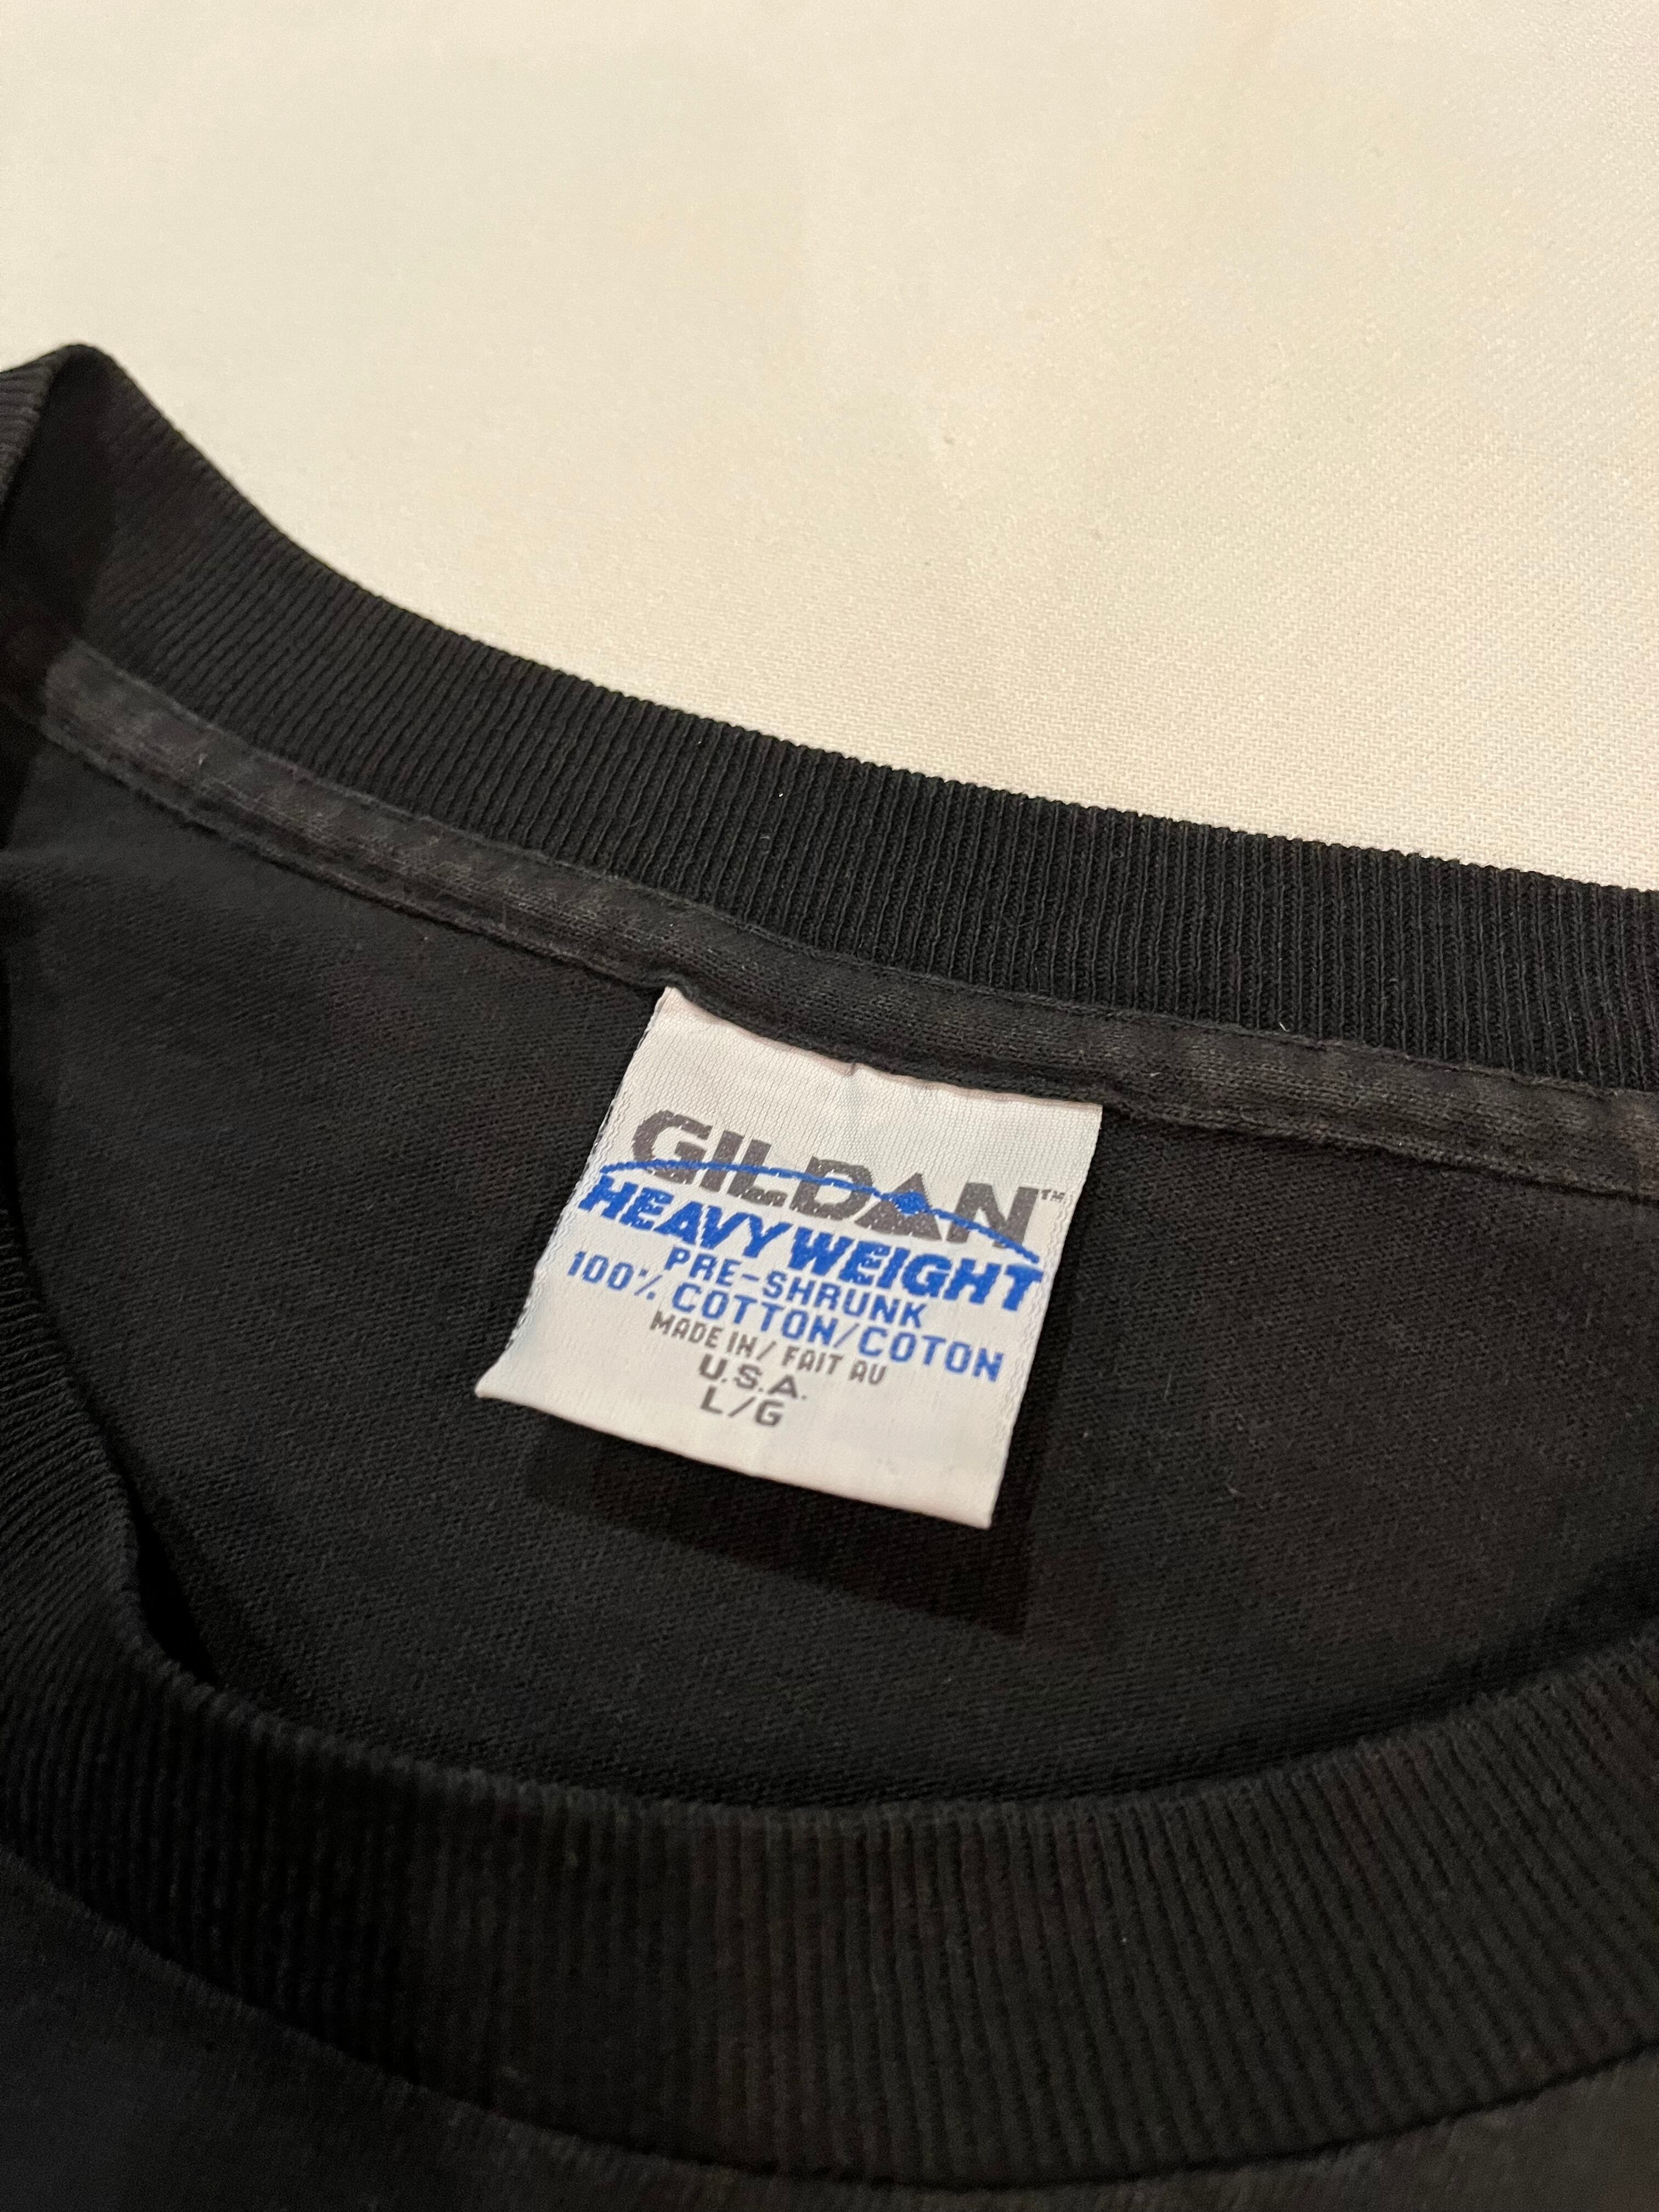 GILDAN™
HEAVYWEIGHT
PRE-SHRUNK
100% COTTON/COTON
MADE IN/FAIT AU
U.S.A.
L/G